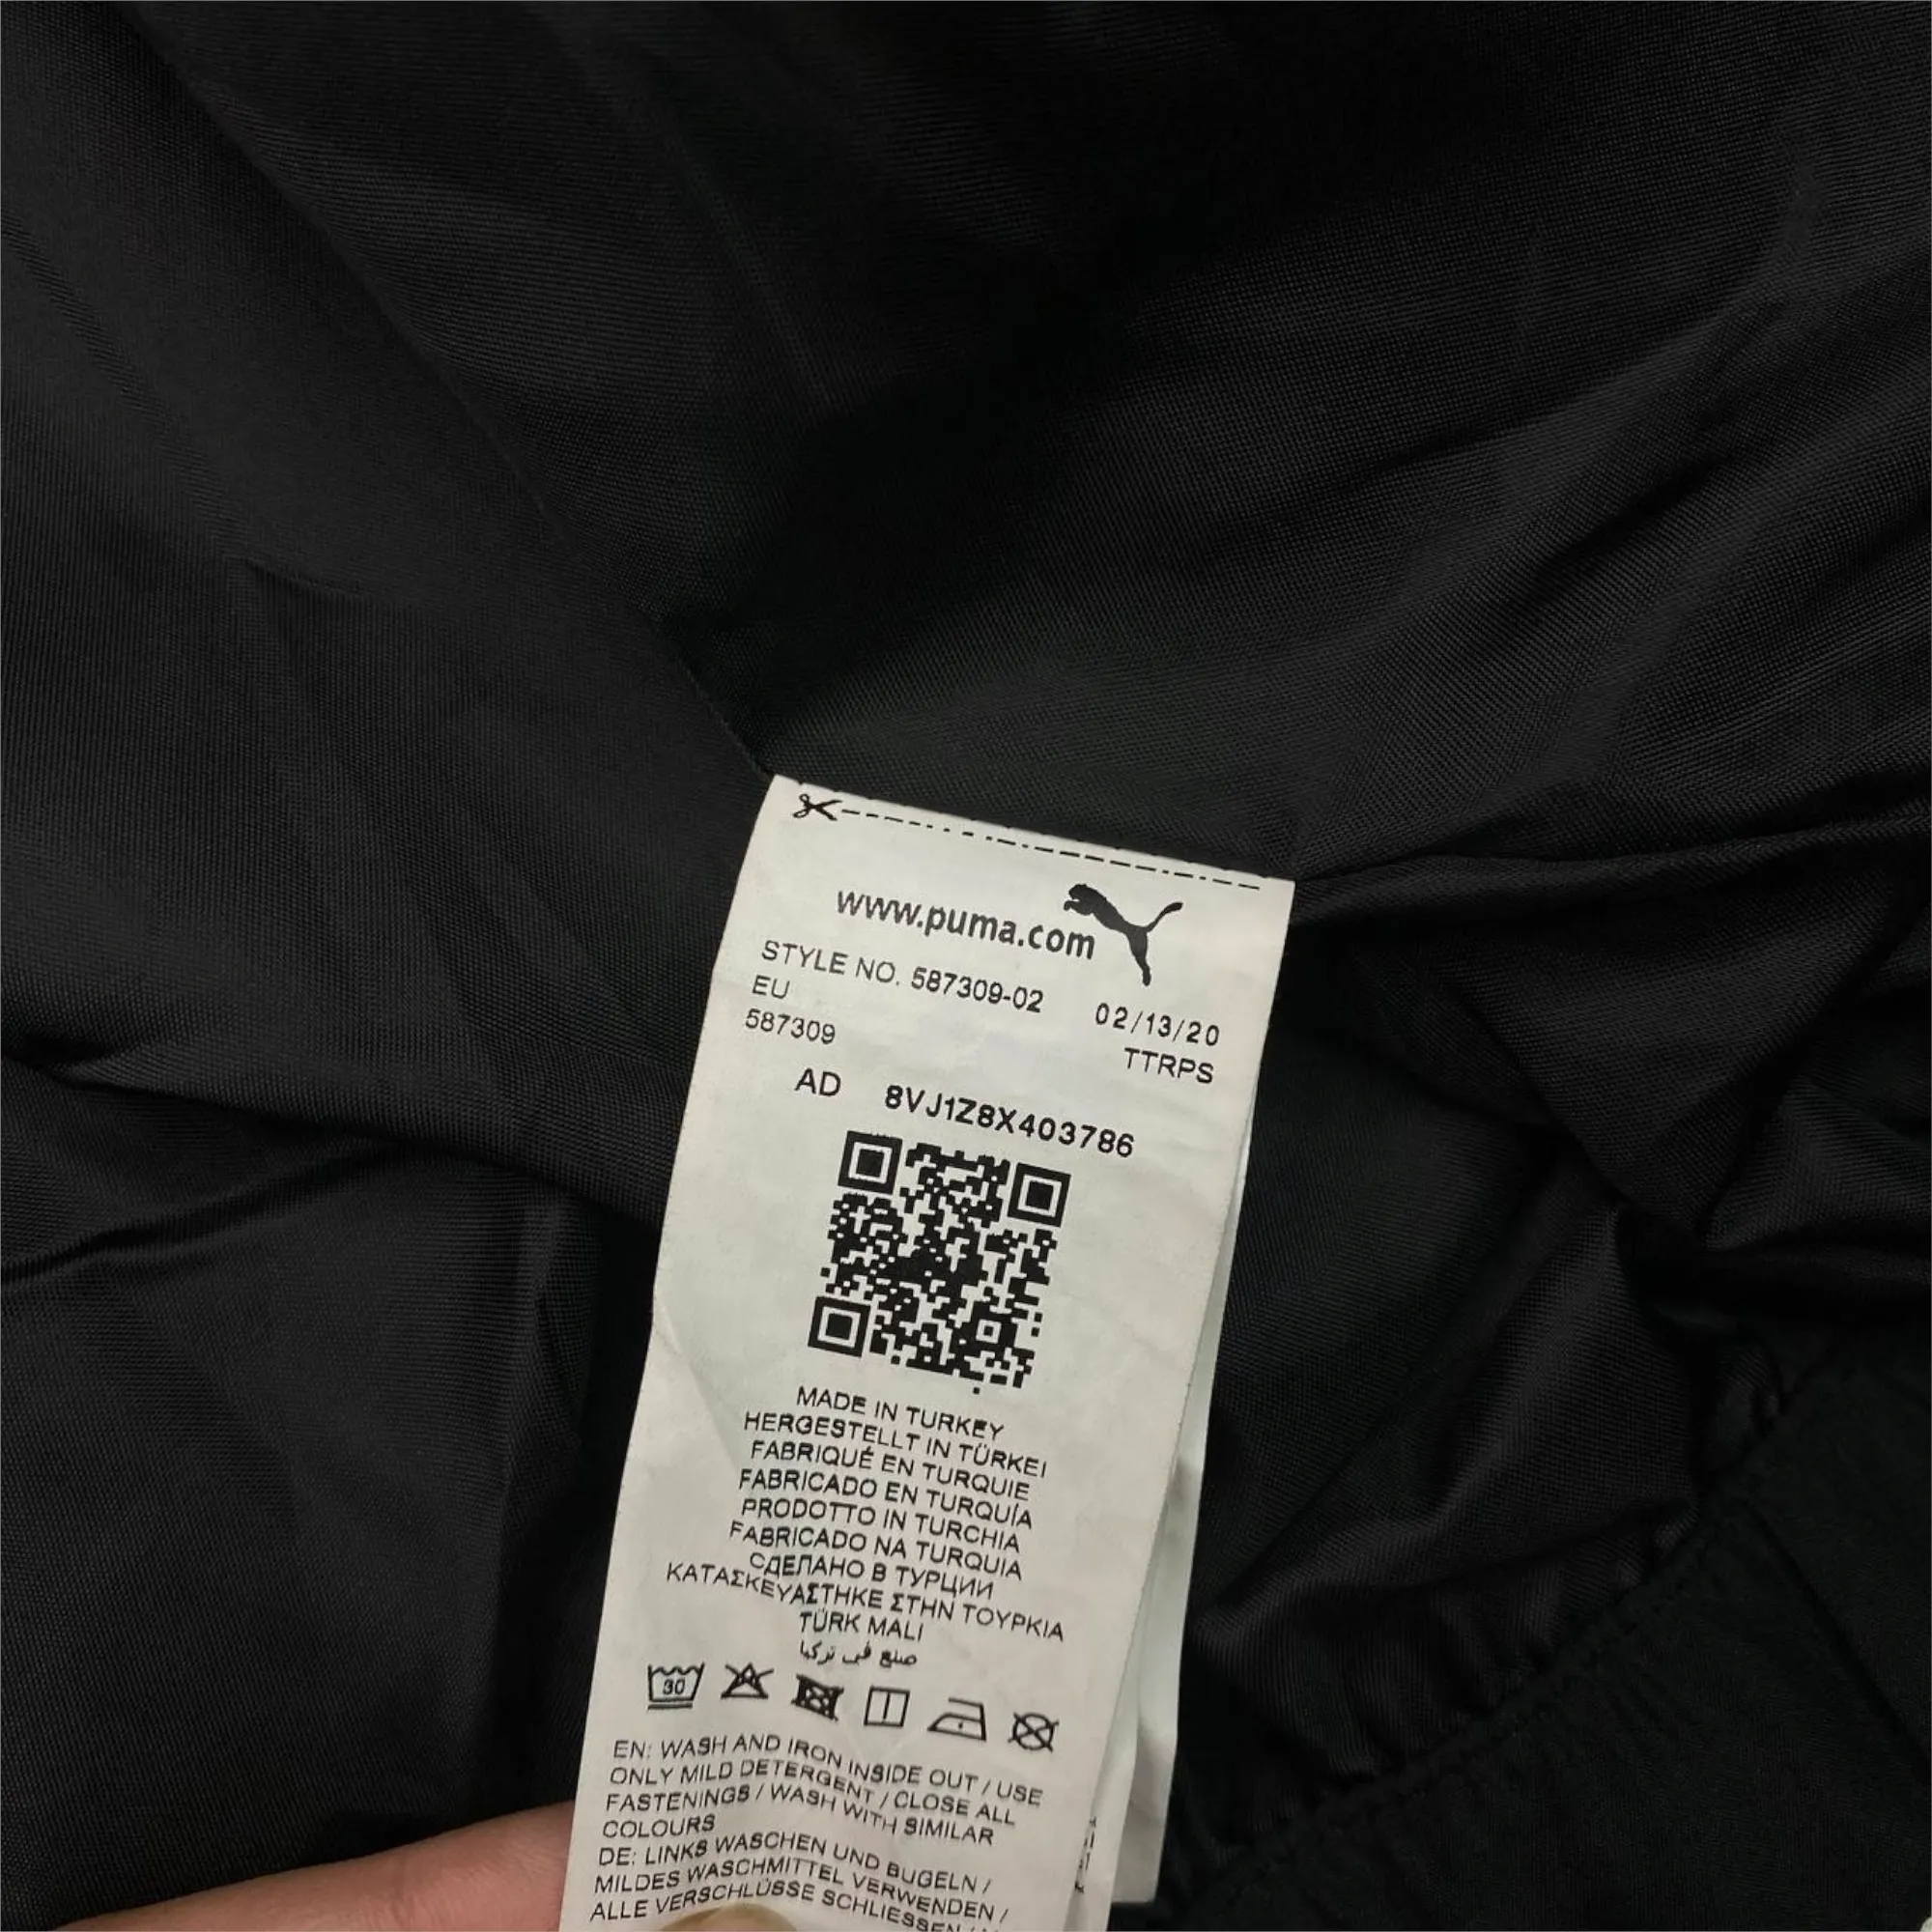 www.puma.com
STYLE NO. 587309-02
EU
587309
02/13/20
TTRPS
AD 8VJ1Z8X403786
MADE IN TURKEY
HERGESTELLT IN TÜRKEI
FABRIQUÉ EN TURQUIE
FABRICADO EN TURQUÍA
PRODOTTO IN TURCHIA
FABRICADO NA TURQUIA
СДЕЛАНО В ТУРЦИИ
ΚΑΤΑΣΚΕΥΑΣΤΗΚΕ ΣΤΗΝ ΤΟΥΡΚΙΑ
TÜRK MALI
صنع في تركيا
30
EN: WASH AND IRON INSIDE OUT / USE
ONLY MILD DETERGENT / CLOSE ALL
FASTENINGS / WASH WITH SIMILAR
COLOURS
DE: LINKS WASCHEN UND BUGELN /
MILDES WASCHMITTEL VERWENDEN /
ALLE VERSCHLÜSSE SCHLIESSEN /